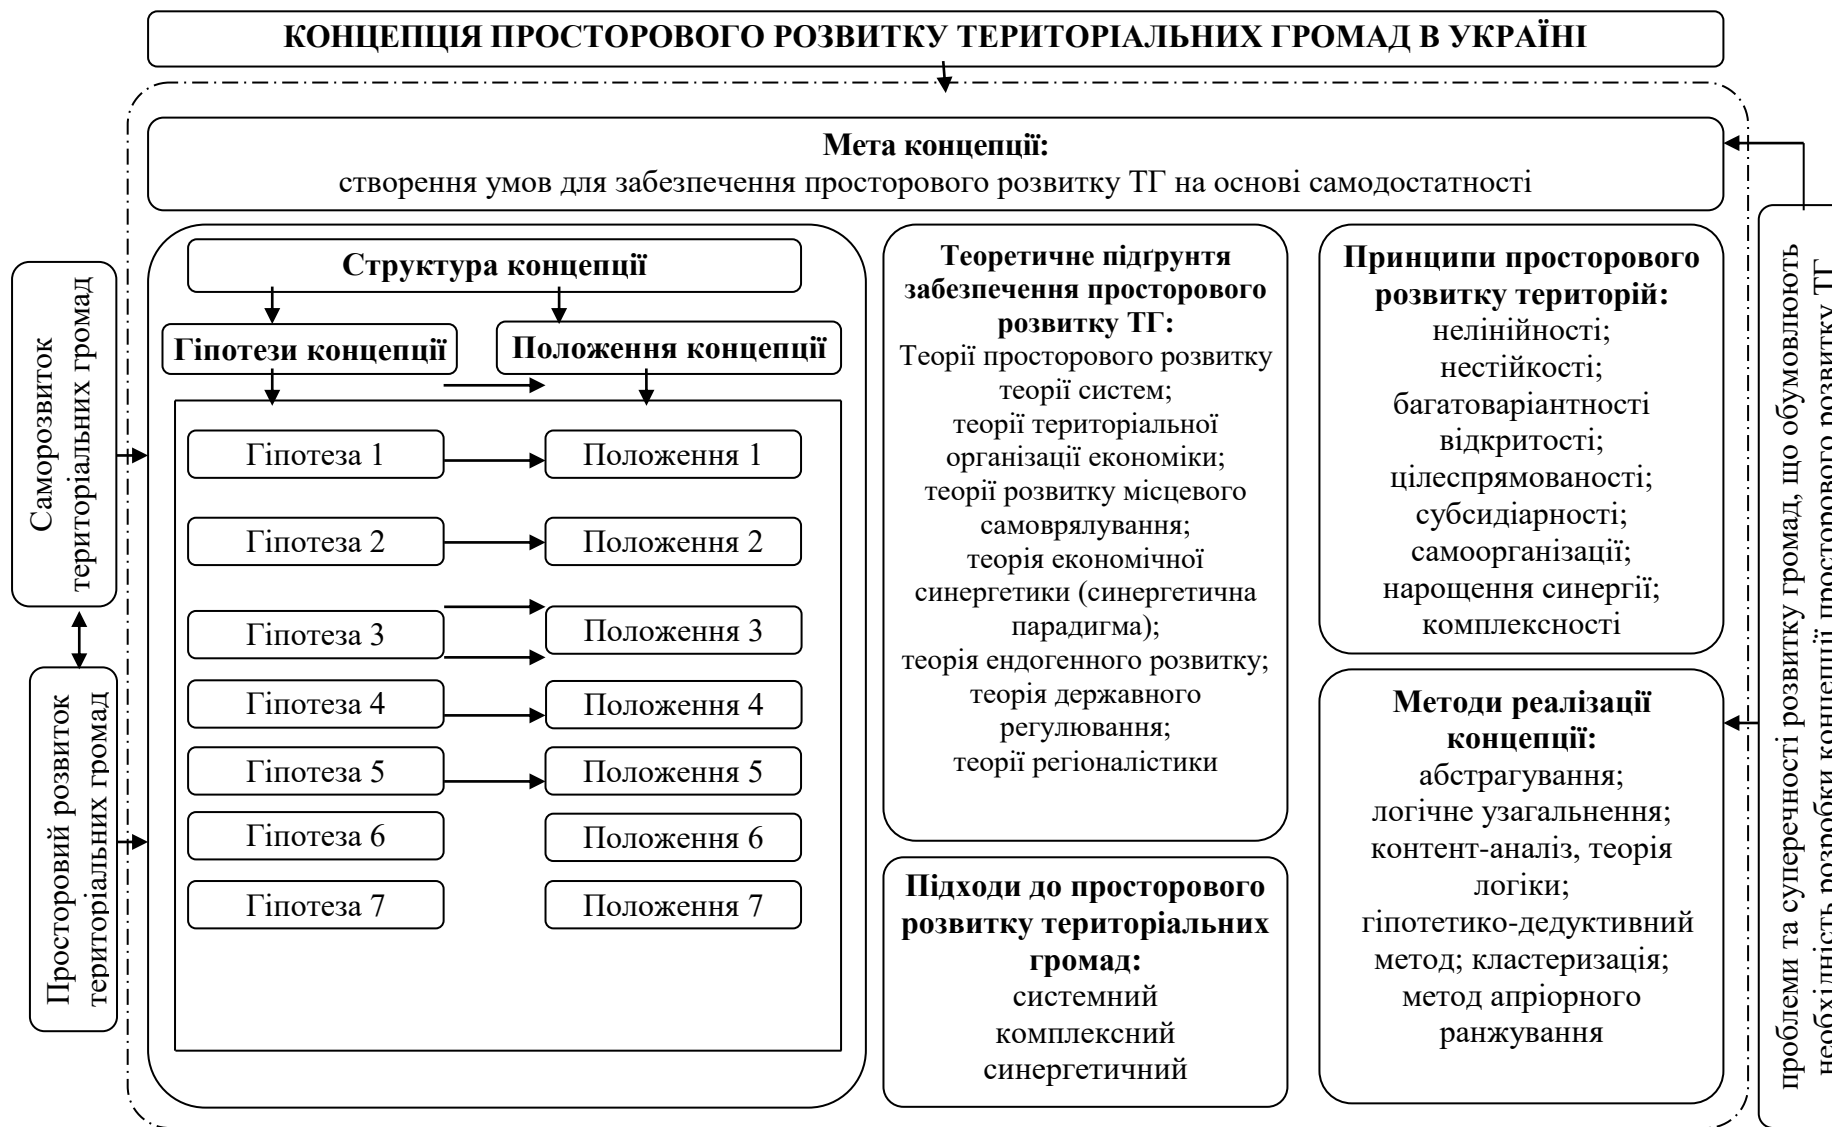 КОНЦЕПЦІЯ ПРОСТОРОВОГО РОЗВИТКУ ТЕРИТОРІАЛЬНИХ ГРОМАД В УКРАЇНІ
Мета концепції:
створення умов для забезпечення просторового розвитку ТГ на основі самодостатності
Саморозвиток
територіальних громад
Просторовий розвиток
територіальних громад
Структура концепції
Гіпотези концепції
Положення концепції
Гіпотеза 1
Положення 1
Гіпотеза 2
Положення 2
Гіпотеза 3
Положення 3
Гіпотеза 4
Положення 4
Гіпотеза 5
Положення 5
Гіпотеза 6
Положення 6
Гіпотеза 7
Положення 7
Теоретичне підґрунтя
забезпечення просторового
розвитку ТГ:
Теорії просторового розвитку
теорії систем;
теорії територіальної
організації економіки;
теорії розвитку місцевого
самоврялування;
теорія економічної
синергетики (синергетична
парадигма);
теорія ендогенного розвитку;
теорія державного
регулювання;
теорії регіоналістики
Підходи до просторового
розвитку територіальних
громад:
системний
комплексний
синергетичний
Принципи просторового
розвитку територій:
нелінійності;
нестійкості;
багатоваріантності
відкритості;
цілеспрямованості;
субсидіарності;
самоорганізації;
нарощення синергії;
комплексності
Методи реалізації
концепції:
абстрагування;
логічне узагальнення;
контент-аналіз, теорія
логіки;
гіпотетико-дедуктивний
метод; кластеризація;
метод апріорного
ранжування
проблеми та суперечності розвитку громад, що обумовлюють
необхідність розробки концепції просторового розвитку ТГ